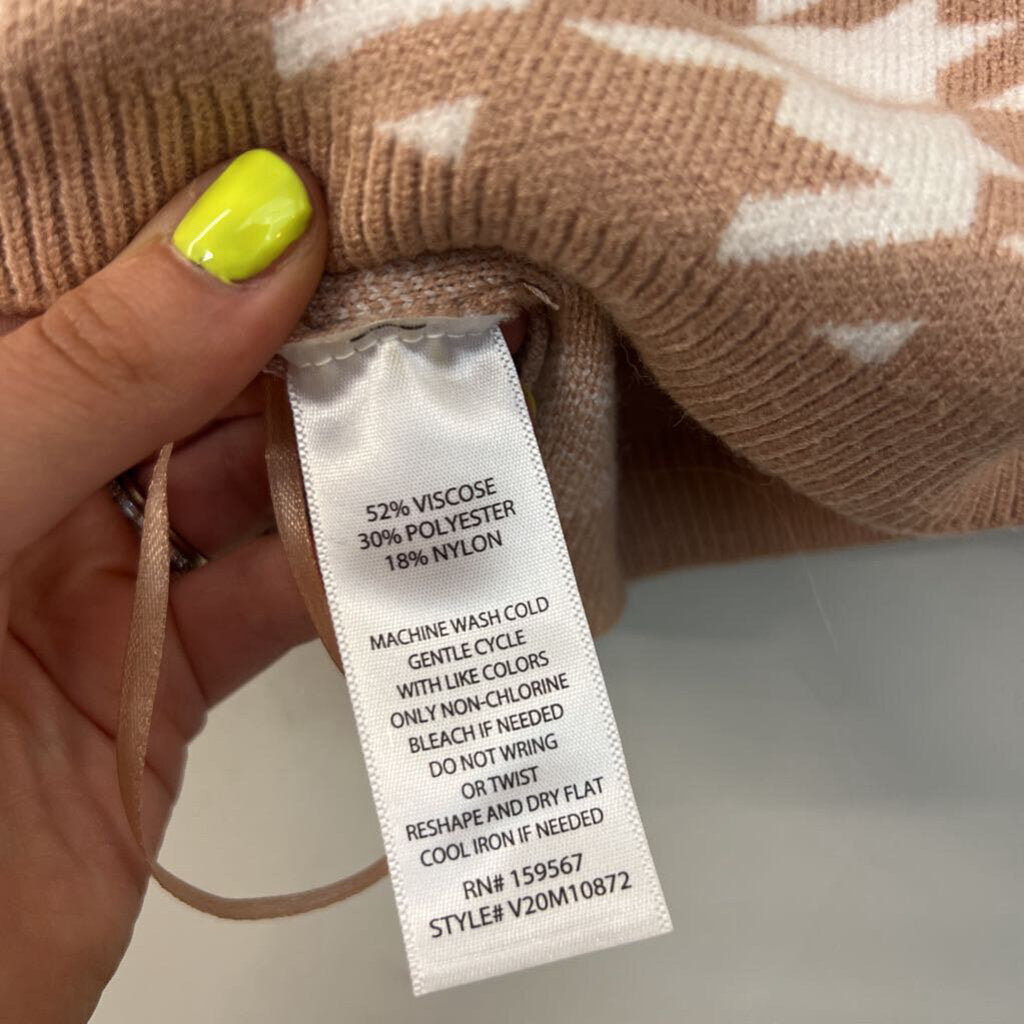 52% VISCOSE
30% POLYESTER
18% NYLON
MACHINE WASH COLD
GENTLE CYCLE
WITH LIKE COLORS
ONLY NON-CHLORINE
BLEACH IF NEEDED
DO NOT WRING
OR TWIST
RESHAPE AND DRY FLAT
COOL IRON IF NEEDED
RN# 159567
STYLE# V20M10872